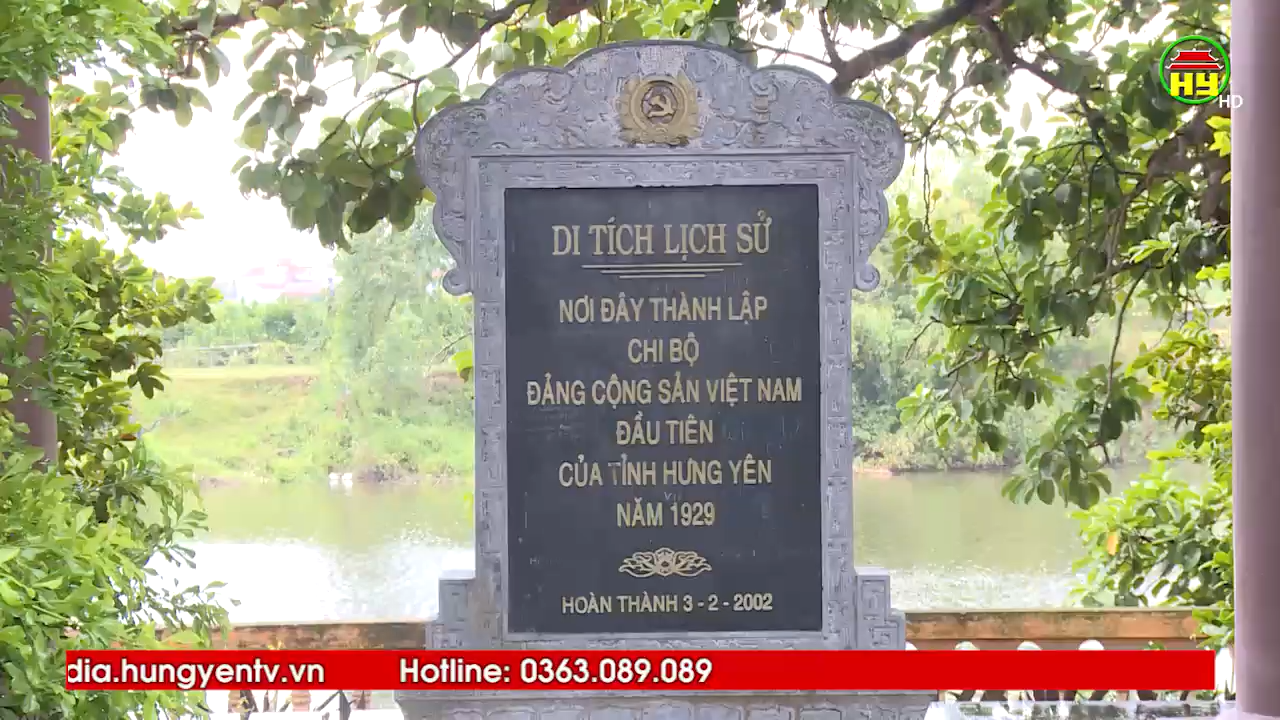 HY
HD
DI TÍCH LỊCH SỬ
NƠI ĐÂY THÀNH LẬP
CHI BỘ
ĐẢNG CỘNG SẢN VIỆT NAM
ĐẦU TIÊN
CỦA TỈNH HƯNG YÊN
NĂM 1929
HOÀN THÀNH 3 - 2 - 2002
dia.hungyentv.vn Hotline: 0363.089.089